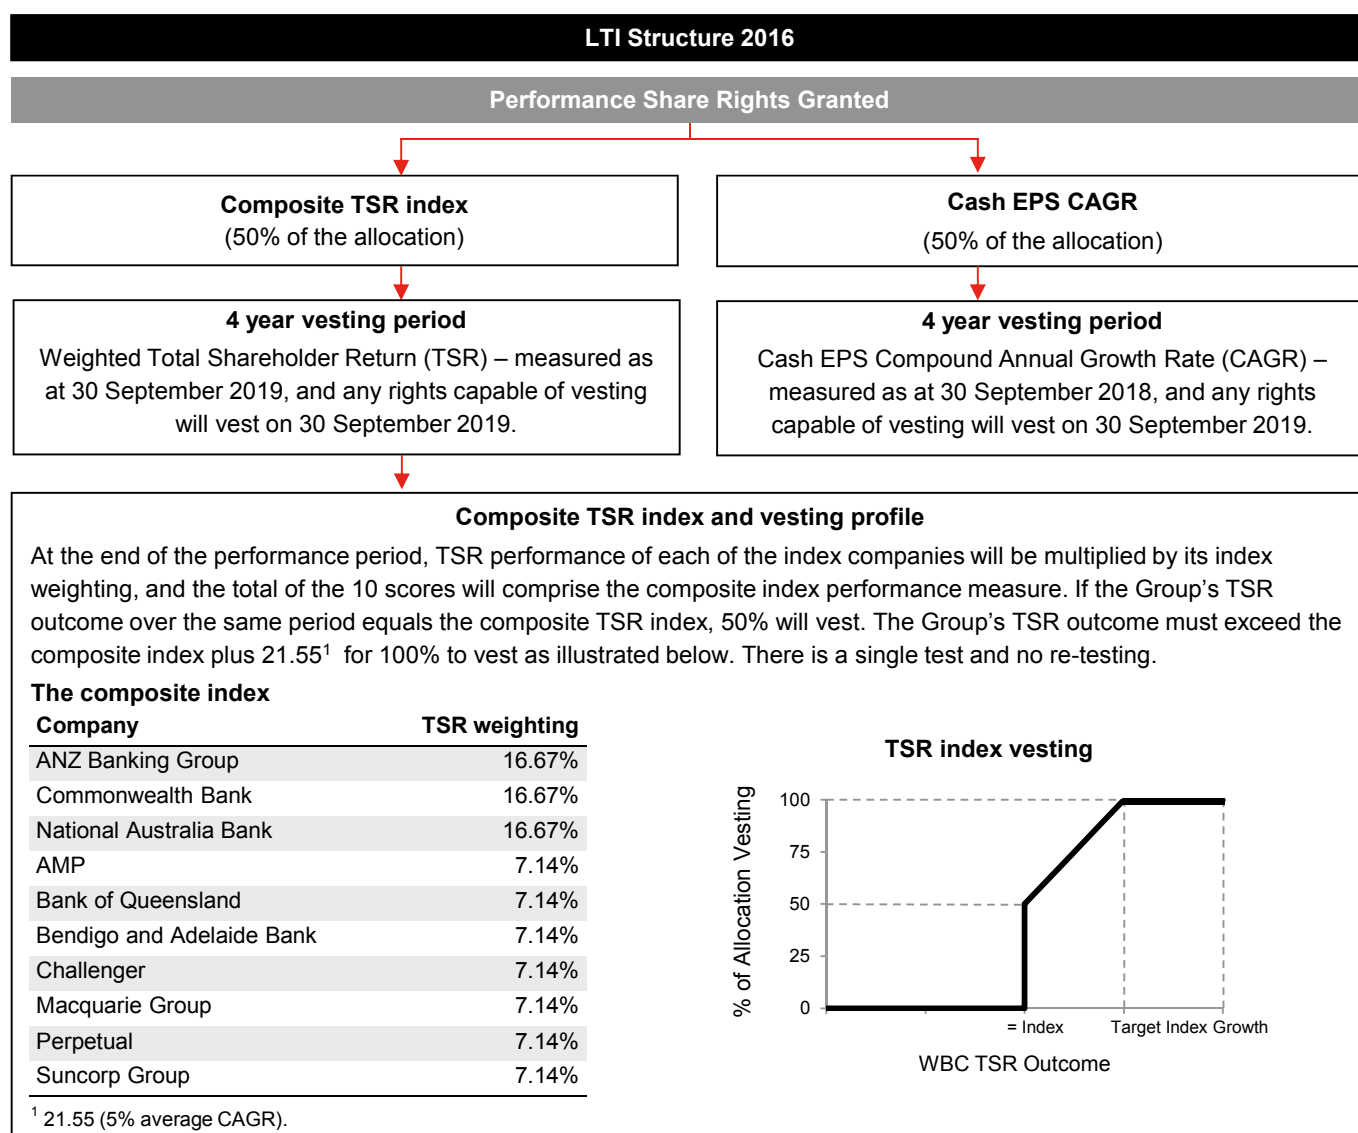 LTI Structure 2016
Performance Share Rights Granted
Composite TSR index
(50% of the allocation)
Cash EPS CAGR
(50% of the allocation)
4 year vesting period
Weighted Total Shareholder Return (TSR) – measured as
at 30 September 2019, and any rights capable of vesting
will vest on 30 September 2019.
4 year vesting period
Cash EPS Compound Annual Growth Rate (CAGR) –
measured as at 30 September 2018, and any rights
capable of vesting will vest on 30 September 2019.
Composite TSR index and vesting profile
At the end of the performance period, TSR performance of each of the index companies will be multiplied by its index
weighting, and the total of the 10 scores will comprise the composite index performance measure. If the Group’s TSR
outcome over the same period equals the composite TSR index, 50% will vest. The Group’s TSR outcome must exceed the
composite index plus 21.55¹ for 100% to vest as illustrated below. There is a single test and no re-testing.
The composite index
Company TSR weighting
ANZ Banking Group 16.67%
Commonwealth Bank 16.67%
National Australia Bank 16.67%
AMP 7.14%
Bank of Queensland 7.14%
Bendigo and Adelaide Bank 7.14%
Challenger 7.14%
Macquarie Group 7.14%
Perpetual 7.14%
Suncorp Group 7.14%
¹ 21.55 (5% average CAGR).
TSR index vesting
% of Allocation Vesting
100
75
50
25
0
= Index Target Index Growth
WBC TSR Outcome